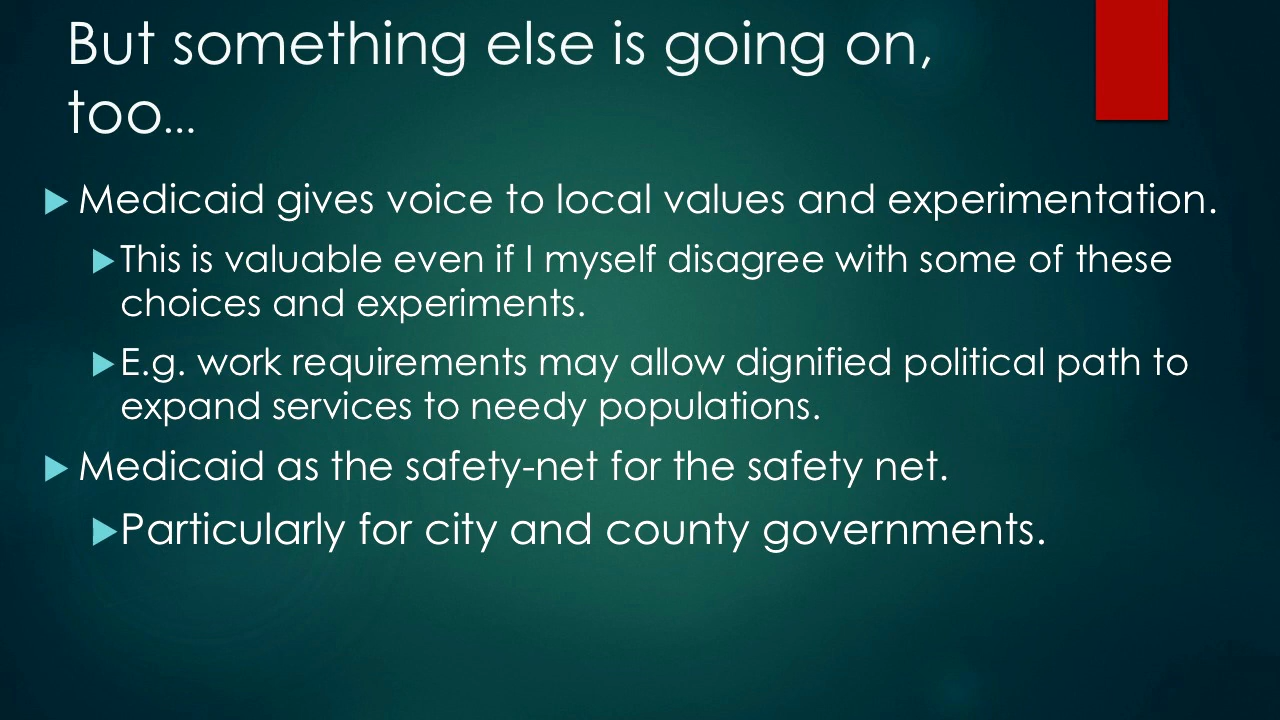 But something else is going on,
too...
Medicaid gives voice to local values and experimentation.
This is valuable even if I myself disagree with some of these
choices and experiments.
E.g. work requirements may allow dignified political path to
expand services to needy populations.
Medicaid as the safety-net for the safety net.
Particularly for city and county governments.